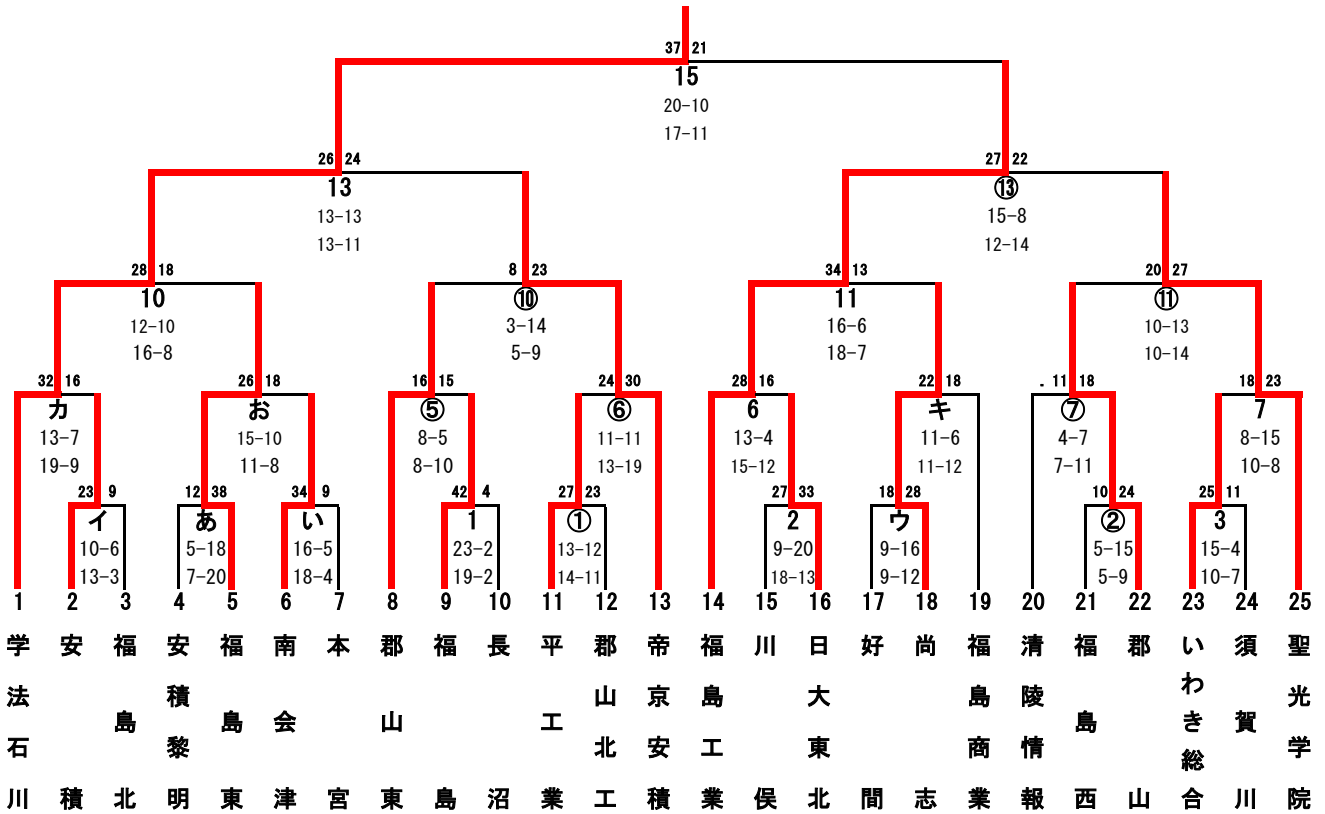 37 21
15
20-10
17-11
26 24
13
13-13
13-11
27 22
⑬
15-8
12-14
28 18
10
12-10
16-8
8 23
⑩
3-14
5-9
34 13
11
16-6
18-7
20 27
⑪
10-13
10-14
32 16
カ
13-7
19-9
26 18
お
15-10
11-8
16 15
⑤
8-5
8-10
24 30
⑥
11-11
13-19
28 16
6
13-4
15-12
22 18
キ
11-6
11-12
. 11 18
⑦
4-7
7-11
18 23
7
8-15
10-8
23 9
イ
10-6
13-3
12 38
あ
5-18
7-20
34 9
い
16-5
18-4
42 4
1
23-2
19-2
27 23
①
13-12
14-11
27 33
2
9-20
18-13
18 28
ウ
9-16
9-12
10 24
②
5-15
5-9
25 11
3
15-4
10-7
1 学法石川
2 安積
3 福島北
4 安積黎明
5 福島東
6 南会津
7 本宮
8 郡山東
9 福島
10 長沼
11 平工業
12 郡山北工
13 帝京安積
14 福島工業
15 川俣
16 日大東北
17 好間
18 尚志
19 福島商業
20 清陵情報
21 福島西
22 郡山
23 いわき総合
24 須賀川
25 聖光学院